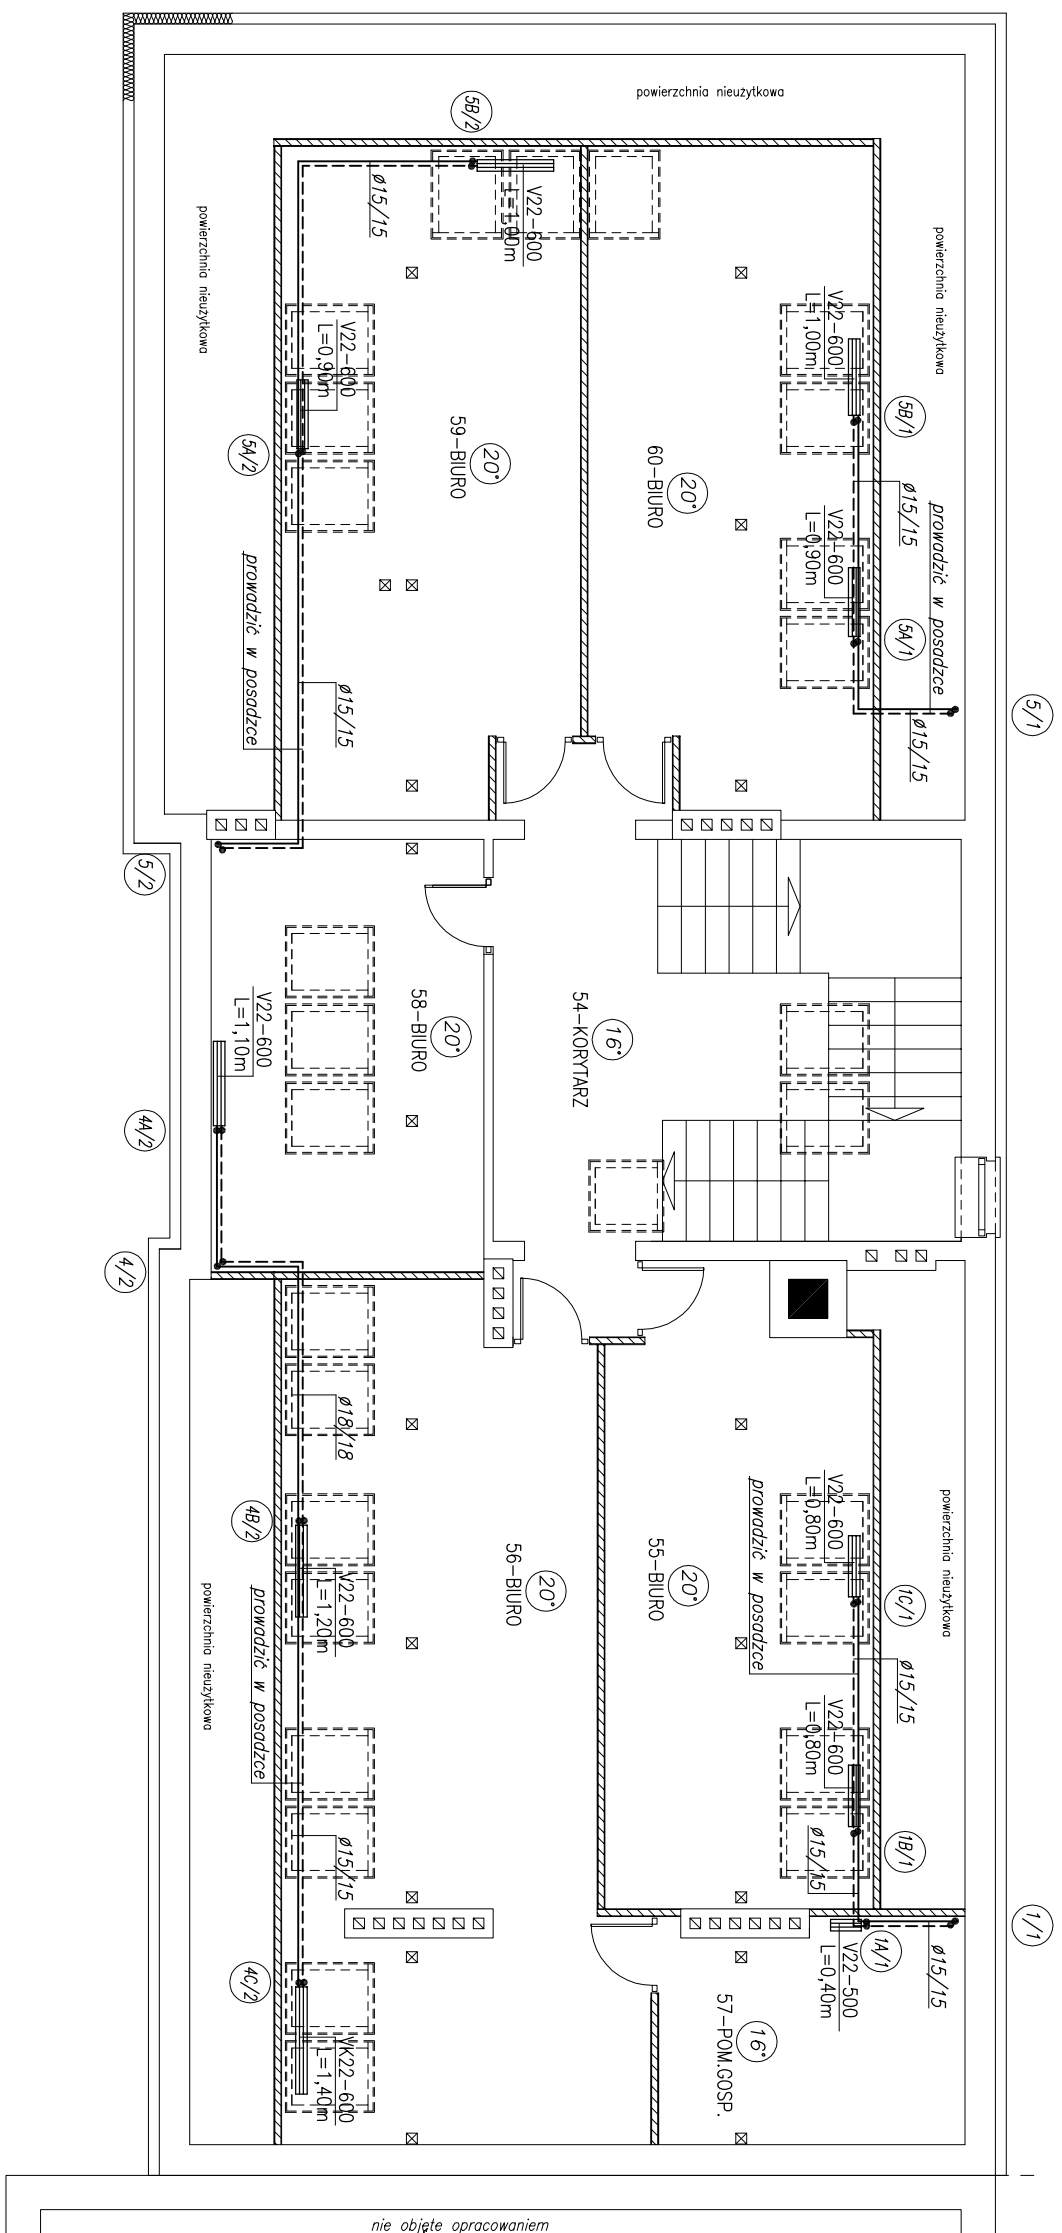 powierzchnia nieużytkowa
5B/2
ø15/15
V22-600
L=1,00m
powierzchnia nieużytkowa
powierzchnia nieużytkowa
V22-600
L=1,00m
V22-600
L=0,90m
5B/1
5A/2
20°
59-BIURO
20°
60-BIURO
ø15/15
prowadzić w posadzce
V22-600
L=0,90m
5A/1
prowadzić w posadzce
ø15/15
ø15/15
5/1
5/2
20°
58-BIURO
16°
54-KORYTARZ
V22-600
L=1,10m
4A/2
4/2
ø18/18
4B/2
V22-600
L=1,20m
prowadzić w posadzce
powierzchnia nieużytkowa
20°
56-BIURO
20°
55-BIURO
V22-600
L=0,80m
prowadzić w posadzce
powierzchnia nieużytkowa
1C/1
ø15/15
V22-600
L=0,80m
1B/1
ø15/15
ø15/15
1/1
1A/1
ø15/15
V22-500
L=0,40m
4C/2
VK22-600
L=1,40m
16°
57-POM.GOSP.
nie objęte opracowaniem